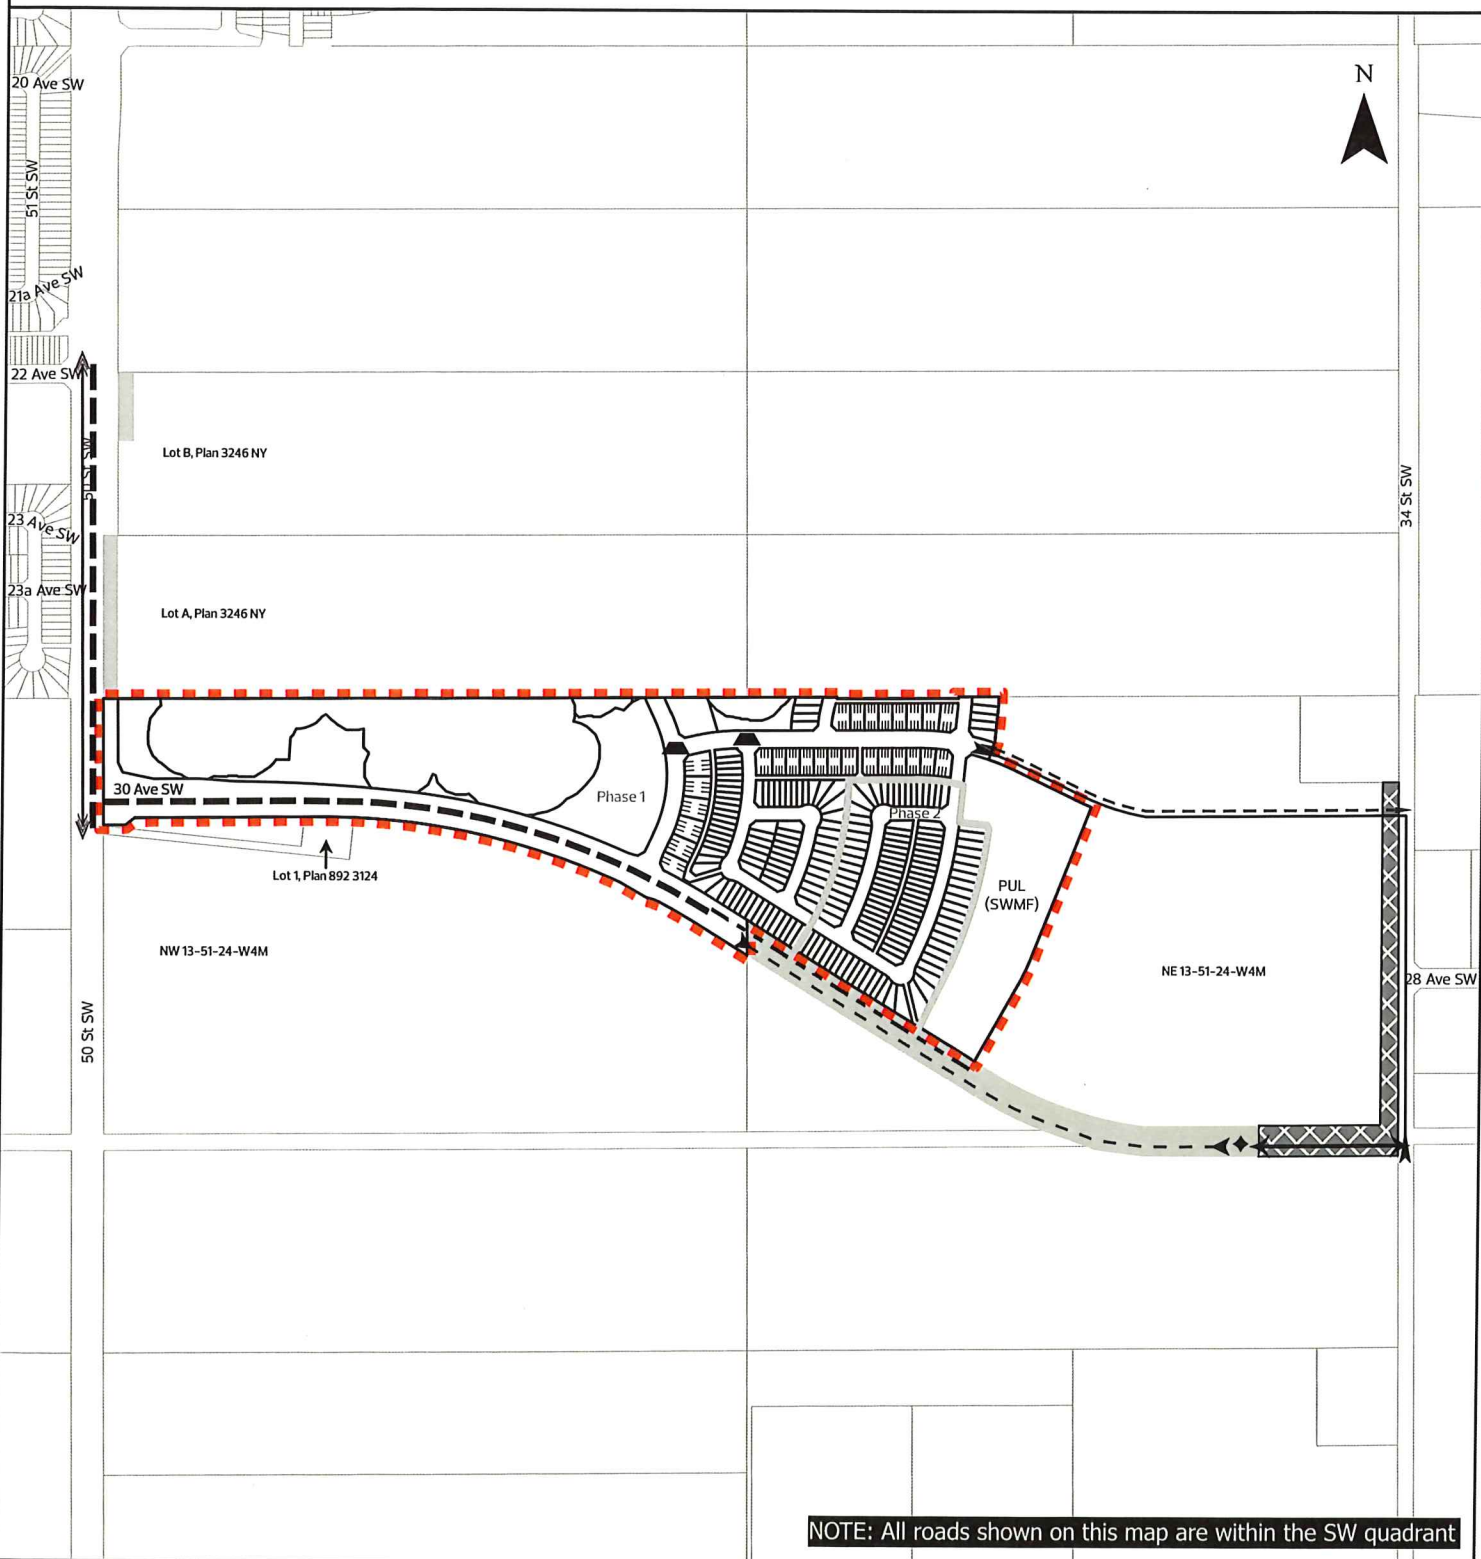 N
20 Ave SW
51 St SW
21a Ave SW
22 Ave SW
50 St SW
Lot B, Plan 3246 NY
34 St SW
23 Ave SW
23a Ave SW
Lot A, Plan 3246 NY
30 Ave SW
Phase 1
Phase 2
Lot 1, Plan 892 3124
PUL
(SWMF)
NW 13-51-24-W4M
NE 13-51-24-W4M
28 Ave SW
50 St SW
NOTE: All roads shown on this map are within the SW quadrant